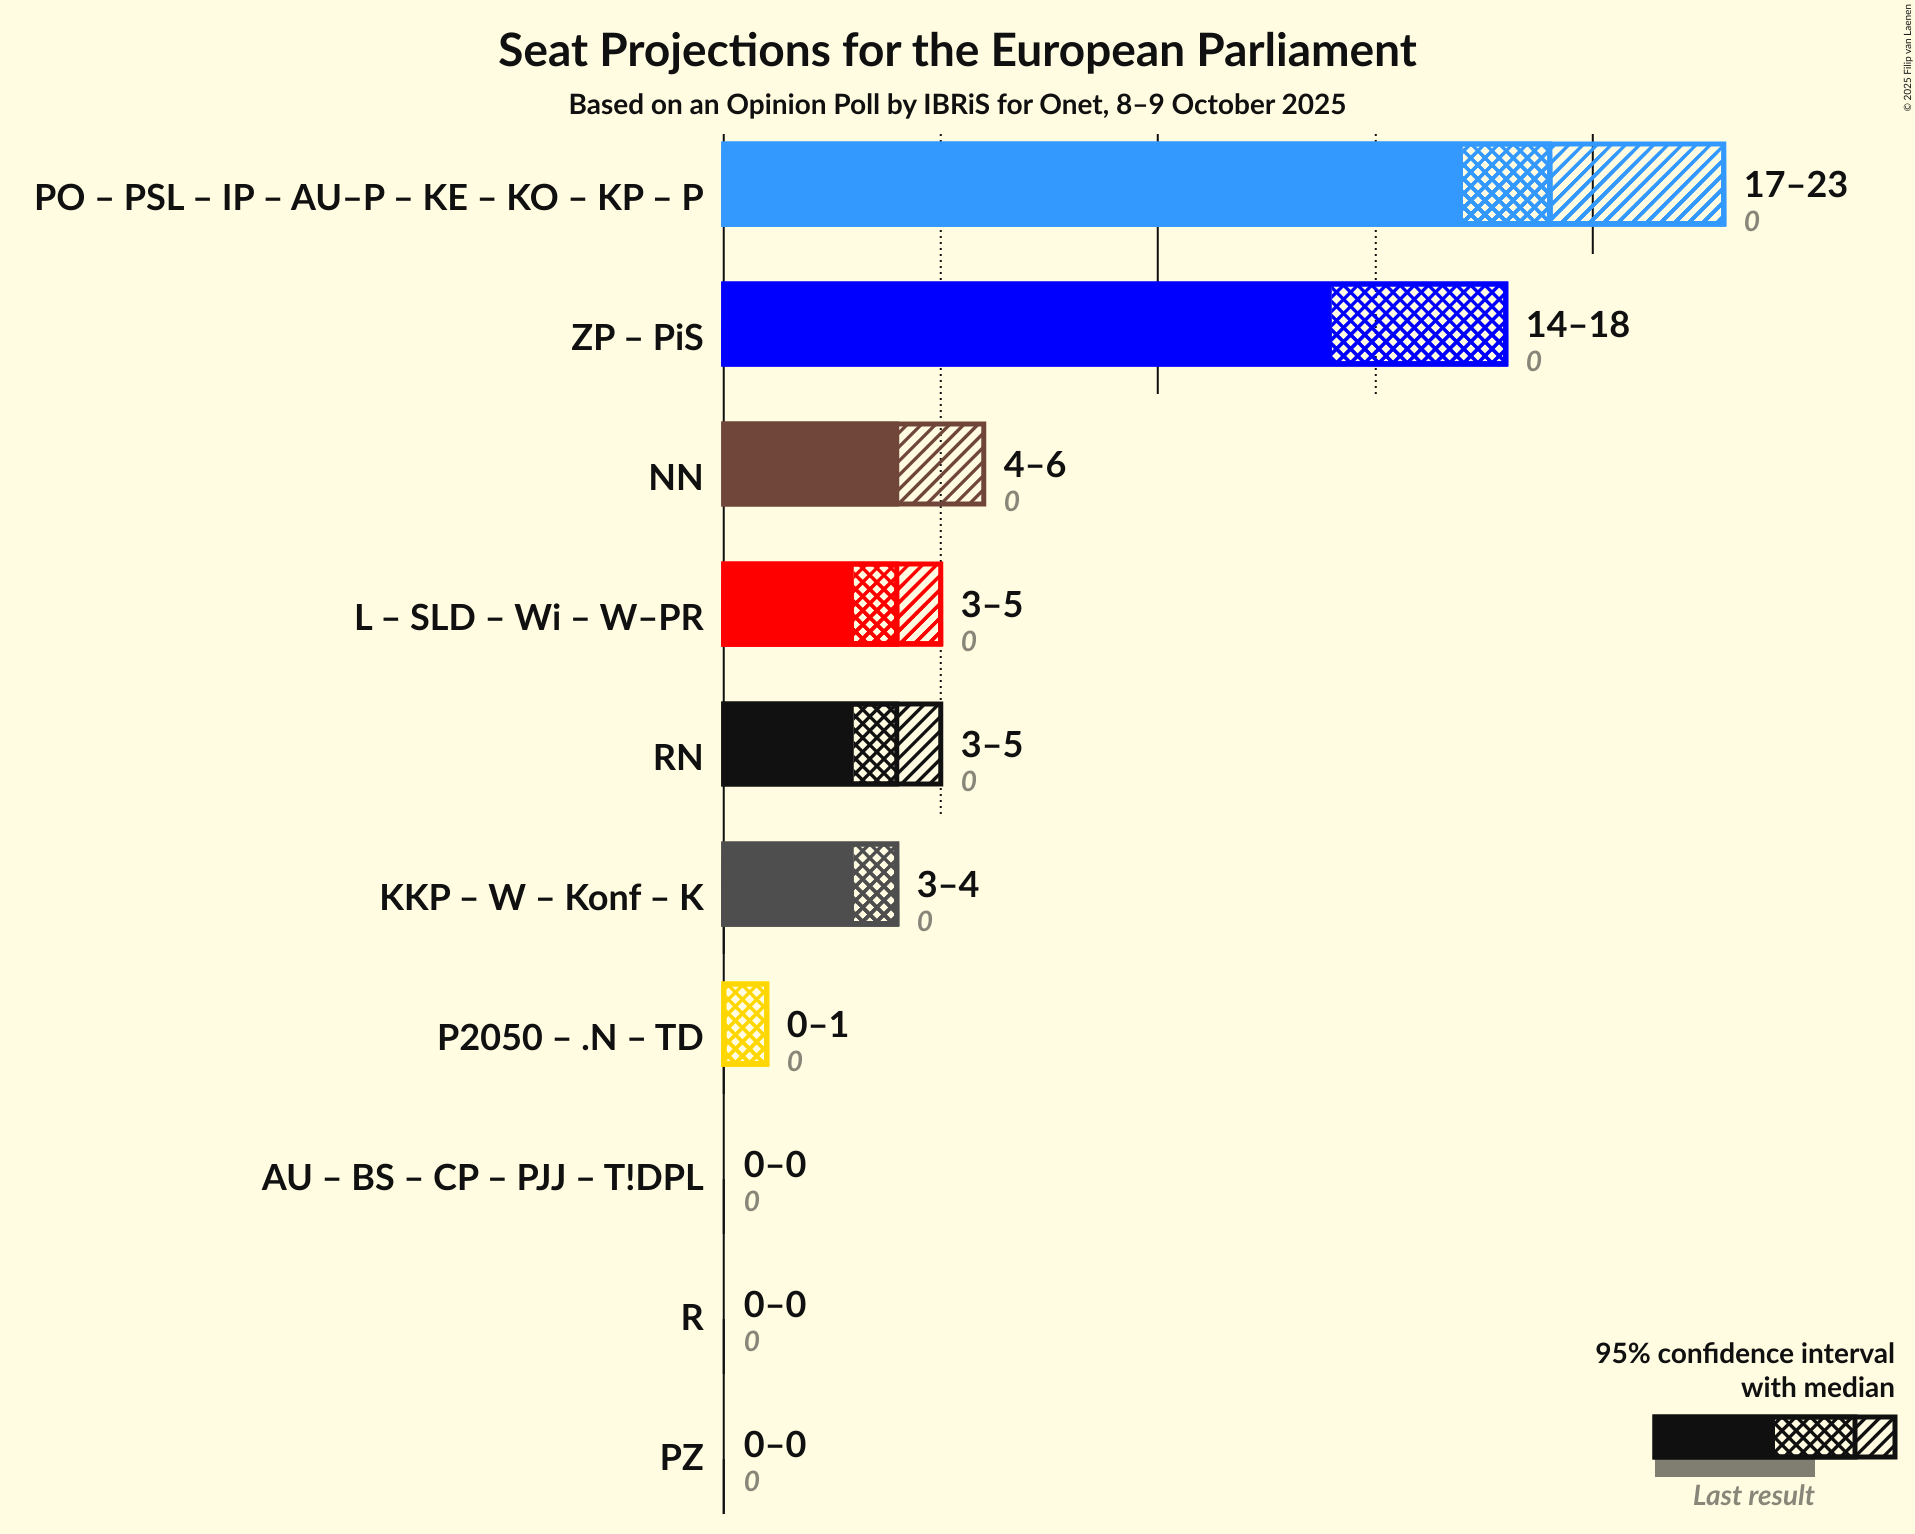 Seat Projections for the European Parliament
Based on an Opinion Poll by IBRiS for Onet, 8–9 October 2025
© 2025 Filip van Laenen
PO – PSL – IP – AU–P – KE – KO – KP – P
17–23
0
ZP – PiS
14–18
0
NN
4–6
0
L – SLD – Wi – W–PR
3–5
0
RN
3–5
0
KKP – W – Konf – K
3–4
0
P2050 – .N – TD
0–1
0
AU – BS – CP – PJJ – T!DPL
0–0
0
R
0–0
0
PZ
0–0
0
95% confidence interval
with median
Last result